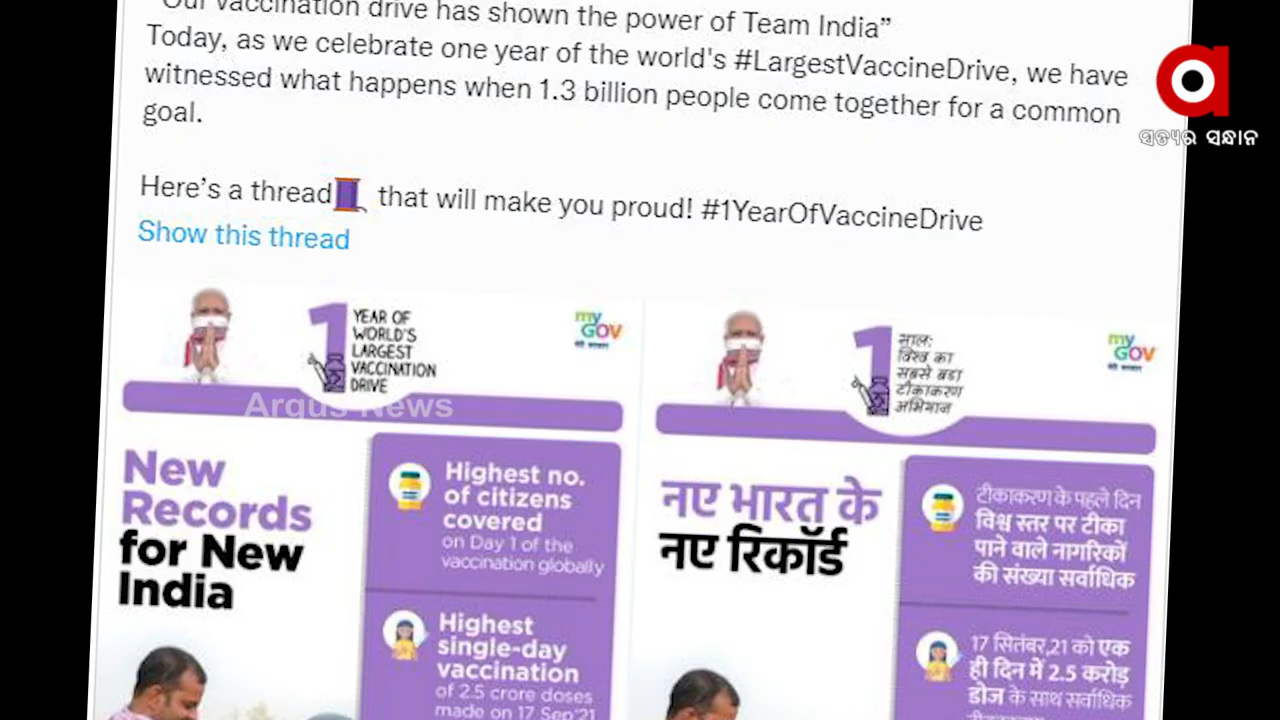 "Our vaccination drive has shown the power of Team India”
Today, as we celebrate one year of the world's #LargestVaccineDrive, we have
witnessed what happens when 1.3 billion people come together for a common
goal.
Here’s a thread that will make you proud! #1YearOfVaccineDrive
Show this thread
ସତ୍ୟର ସନ୍ଧାନ
1
YEAR OF
WORLD'S
LARGEST
VACCINATION
DRIVE
my
GOV
मेरी सरकार
Argus News
New
Records
for New
India
Highest no.
of citizens
covered
on Day 1 of the
vaccination globally
Highest
single-day
vaccination
of 2.5 crore doses
made on 17 Sep'21
1
साल:
विश्व का
सबसे बड़ा
टीकाकरण
अभियान
my
GOV
मेरी सरकार
नए भारत के
नए रिकॉर्ड
टीकाकरण के पहले दिन
विश्व स्तर पर टीका
पाने वाले नागरिकों
की संख्या सर्वाधिक
17 सितंबर,21 को एक
ही दिन में 2.5 करोड़
डोज के साथ सर्वाधिक